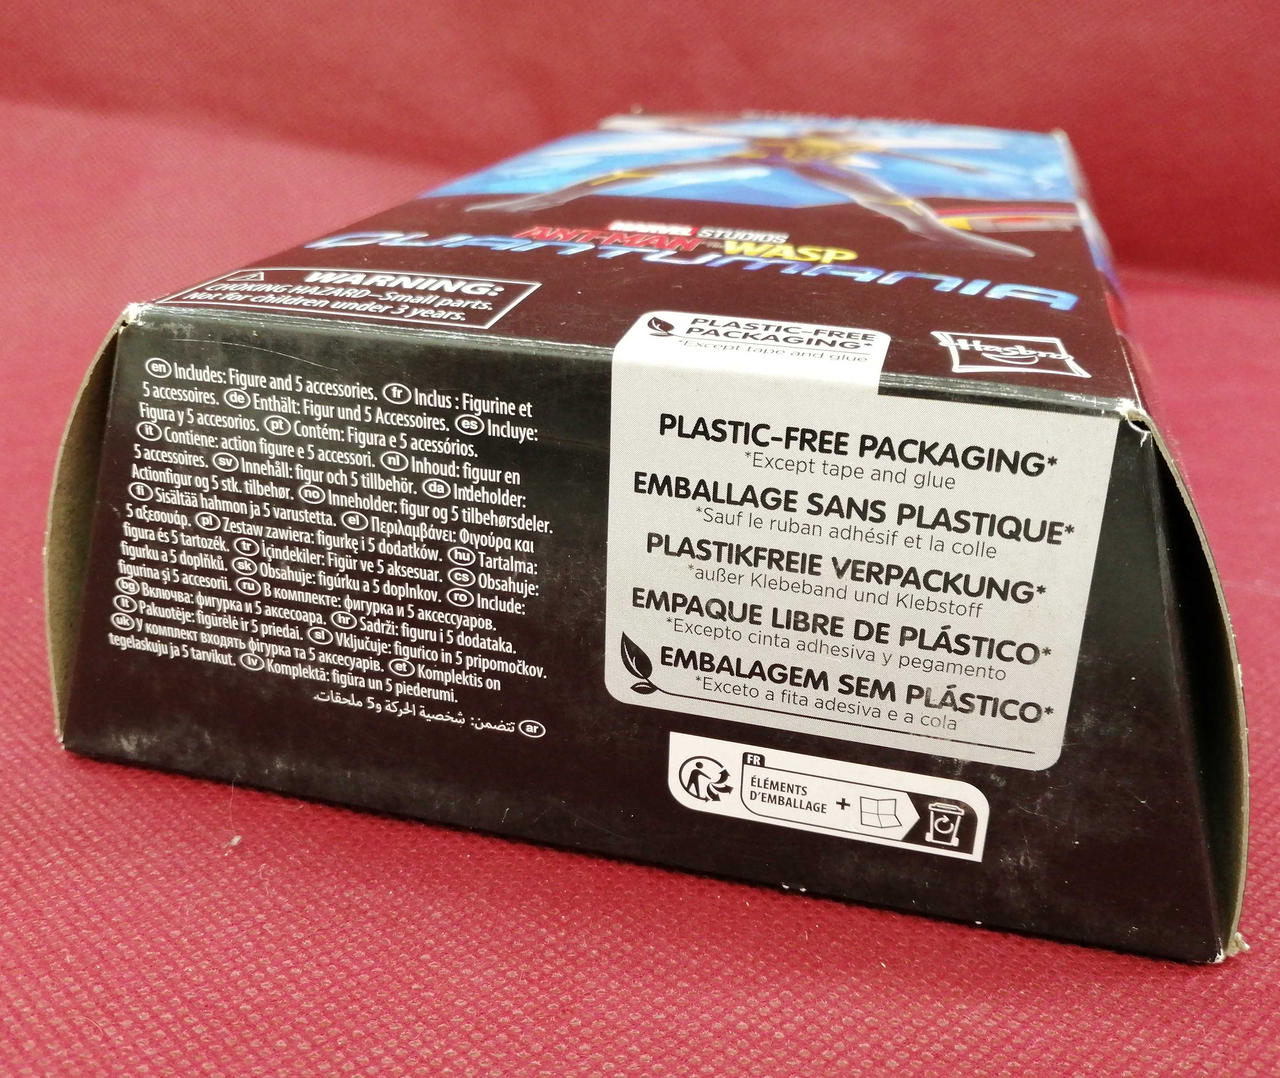 MARVEL STUDIOS
ANT-MAN AND THE WASP
QUANTUMANIA
WARNING:
CHOKING HAZARD–Small parts.
Not for children under 3 years.
PLASTIC-FREE
PACKAGING*
*Except tape and glue
Hasbro
en Includes: Figure and 5 accessories. fr Inclus : Figurine et
5 accessoires. de Enthält: Figur und 5 Accessoires. es Incluye:
Figura y 5 accesorios. pt Contém: Figura e 5 acessórios.
it Contiene: action figure e 5 accessori. nl Inhoud: figuur en
5 accessoires. sv Innehåll: figur och 5 tillbehör. da Indeholder:
Actionfigur og 5 stk. tilbehør. no Inneholder: figur og 5 tilbehørsdeler.
fi Sisältää hahmon ja 5 varustetta. el Περιλαμβάνει: Φιγούρα και
5 αξεσουάρ. pl Zestaw zawiera: figurkę i 5 dodatków. hu Tartalma:
figura és 5 tartozék. tr İçindekiler: Figür ve 5 aksesuar. cs Obsahuje:
figurku a 5 doplňků. sk Obsahuje: figúrku a 5 doplnkov. ro Include:
figurina și 5 accesorii. ru В комплекте: фигурка и 5 аксессуаров.
bg Включва: фигурка и 5 аксесоара. hr Sadrži: figuru i 5 dodataka.
lt Pakuotėje: figūrėlė ir 5 priedai. sl Vključuje: figurico in 5 pripomočkov.
uk У комплект входять фігурка та 5 аксесуарів. et Komplektis on
tegelaskuju ja 5 tarvikut. lv Komplektā: figūra un 5 piederumi.
ar تتضمن: شخصية الحركة و5 ملحقات.
PLASTIC-FREE PACKAGING*
*Except tape and glue
EMBALLAGE SANS PLASTIQUE*
*Sauf le ruban adhésif et la colle
PLASTIKFREIE VERPACKUNG*
*außer Klebeband und Klebstoff
EMPAQUE LIBRE DE PLÁSTICO*
*Excepto cinta adhesiva y pegamento
EMBALAGEM SEM PLÁSTICO*
*Exceto a fita adesiva e a cola
FR
ÉLÉMENTS
D'EMBALLAGE +